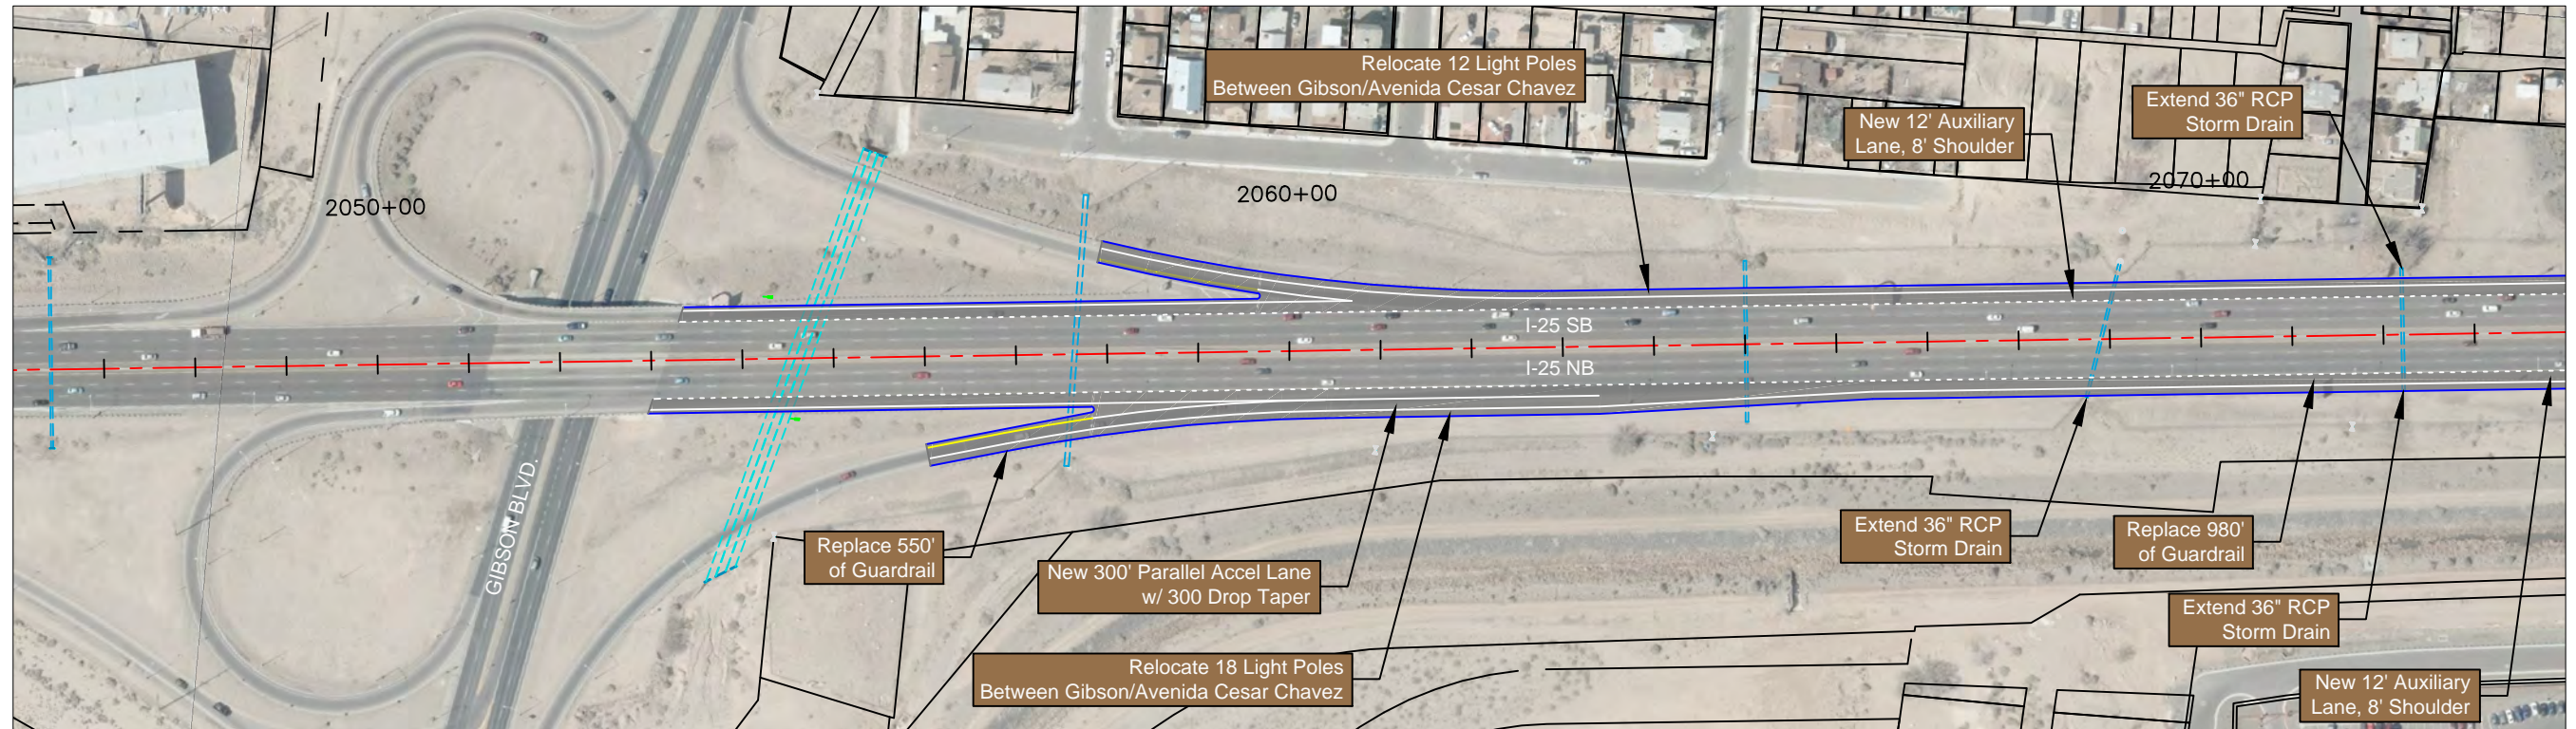 Relocate 12 Light Poles
Between Gibson/Avenida Cesar Chavez
New 12' Auxiliary
Lane, 8' Shoulder
Extend 36" RCP
Storm Drain
2050+00
2060+00
2070+00
I-25 SB
I-25 NB
GIBSON BLVD.
Replace 550'
of Guardrail
New 300' Parallel Accel Lane
w/ 300 Drop Taper
Relocate 18 Light Poles
Between Gibson/Avenida Cesar Chavez
Extend 36" RCP
Storm Drain
Replace 980'
of Guardrail
Extend 36" RCP
Storm Drain
New 12' Auxiliary
Lane, 8' Shoulder